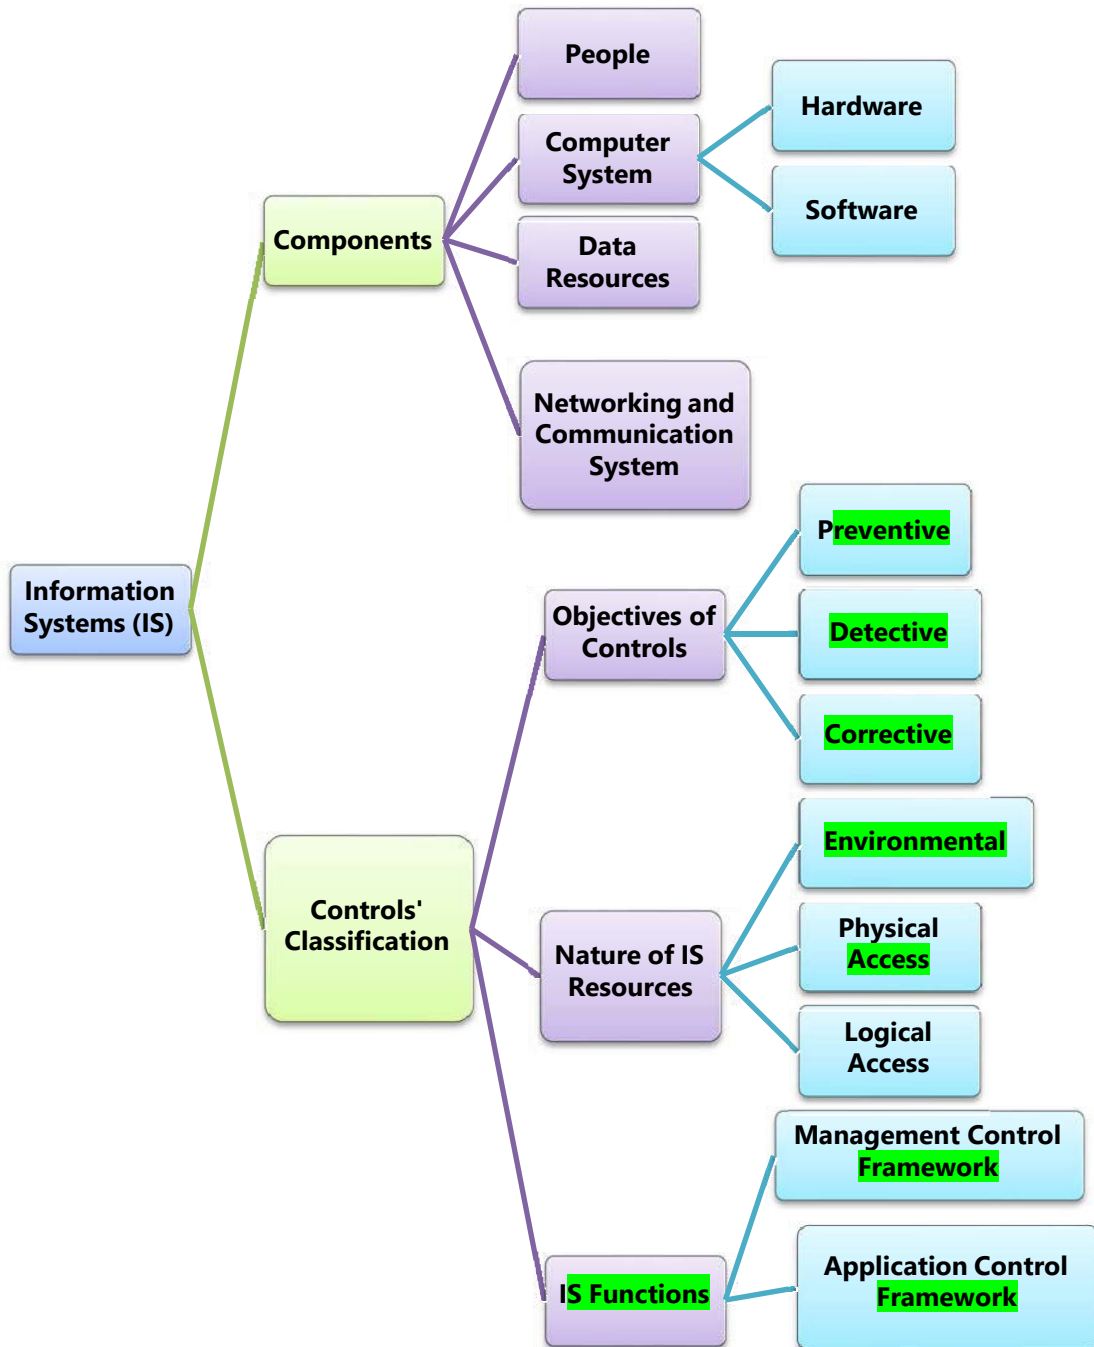 People
Computer
System
Hardware
Software
Components
Data
Resources
Networking and
Communication
System
Information
Systems (IS)
Objectives of
Controls
Preventive
Detective
Corrective
Controls'
Classification
Nature of IS
Resources
Environmental
Physical
Access
Logical
Access
IS Functions
Management Control
Framework
Application Control
Framework